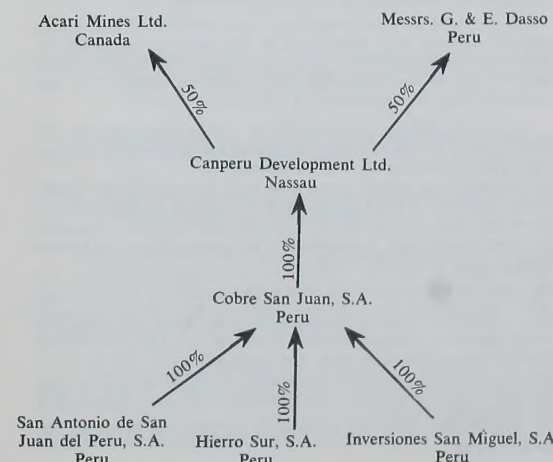 Acari Mines Ltd.
Canada
Messrs. G. & E. Dasso
Peru
50%
50%
Canperu Development Ltd.
Nassau
100%
Cobre San Juan, S.A.
Peru
100%
100%
100%
San Antonio de San
Juan del Peru, S.A.
Peru
Hierro Sur, S.A.
Peru
Inversiones San Miguel, S.A
Peru